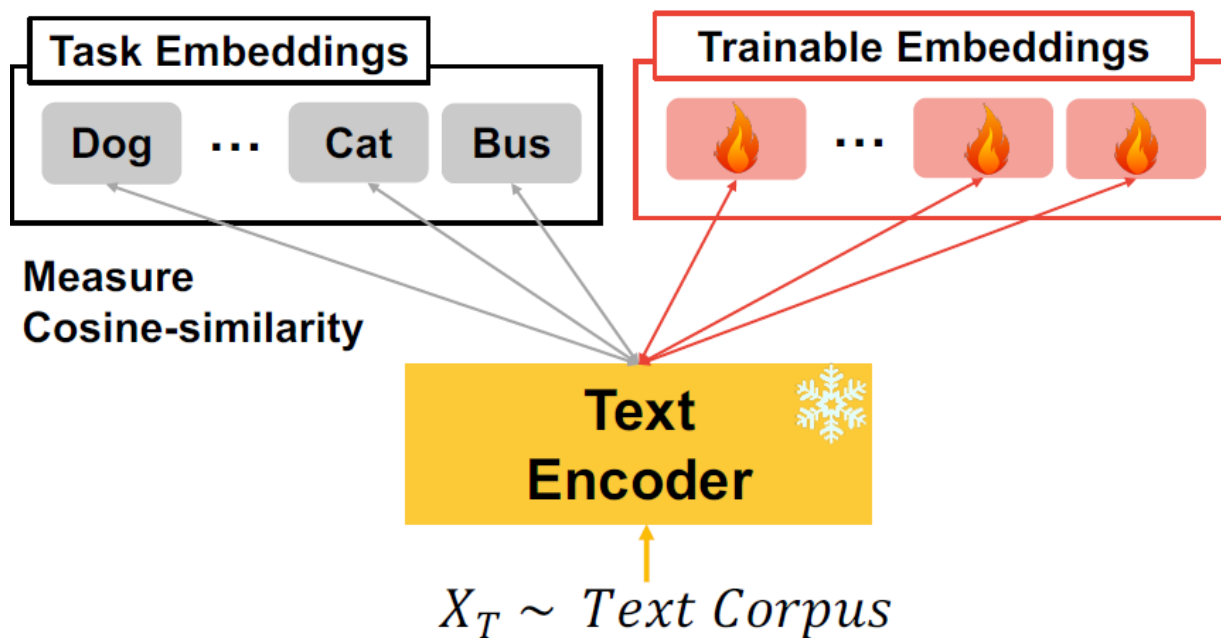 Task Embeddings
Trainable Embeddings
Dog ... Cat Bus
...
Measure
Cosine-similarity
Text
Encoder
X_T ~ Text Corpus